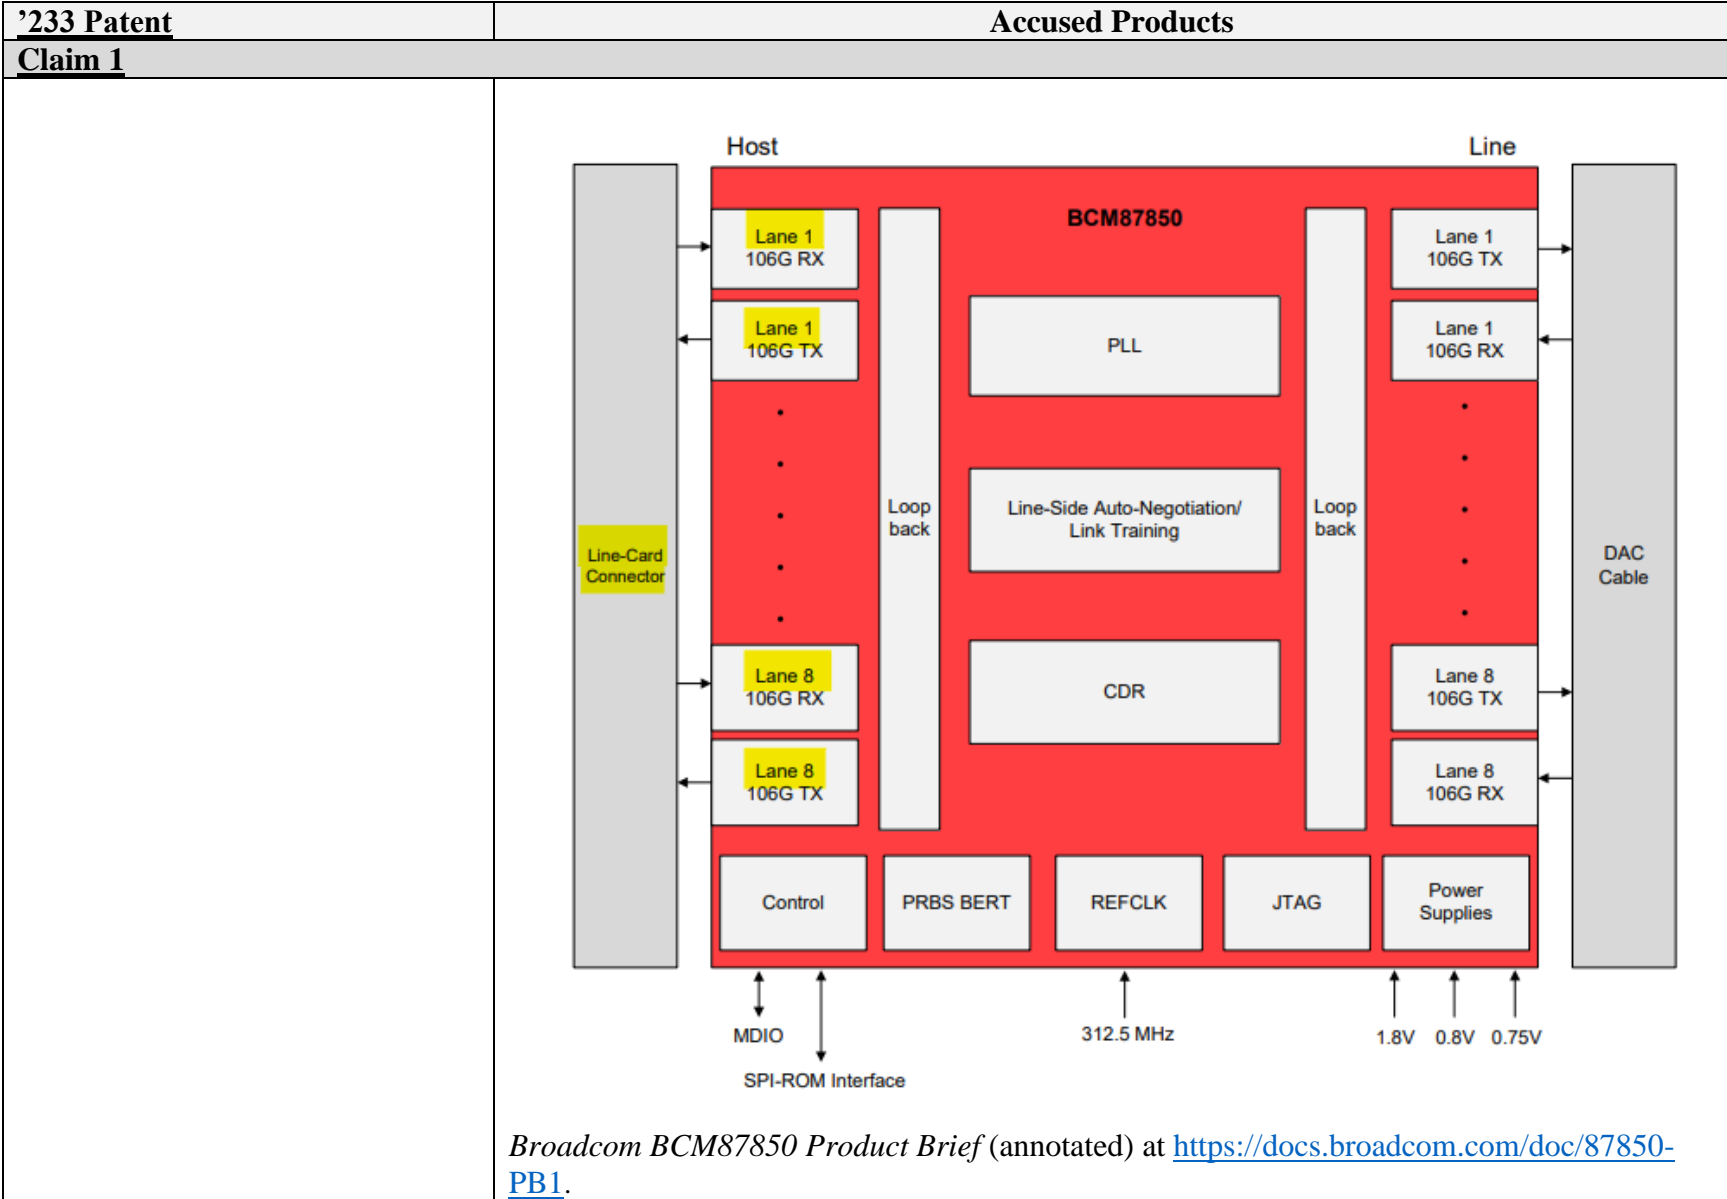 ’233 Patent
Accused Products
Claim 1
Host
Line
BCM87850
Lane 1
106G RX
Lane 1
106G TX
Lane 8
106G RX
Lane 8
106G TX
Line-Card
Connector
Loop
back
PLL
Line-Side Auto-Negotiation/
Link Training
CDR
Loop
back
Lane 1
106G TX
Lane 1
106G RX
Lane 8
106G TX
Lane 8
106G RX
DAC
Cable
Control
PRBS BERT
REFCLK
JTAG
Power
Supplies
MDIO
SPI-ROM Interface
312.5 MHz
1.8V
0.8V
0.75V
Broadcom BCM87850 Product Brief (annotated) at https://docs.broadcom.com/doc/87850-
PB1.